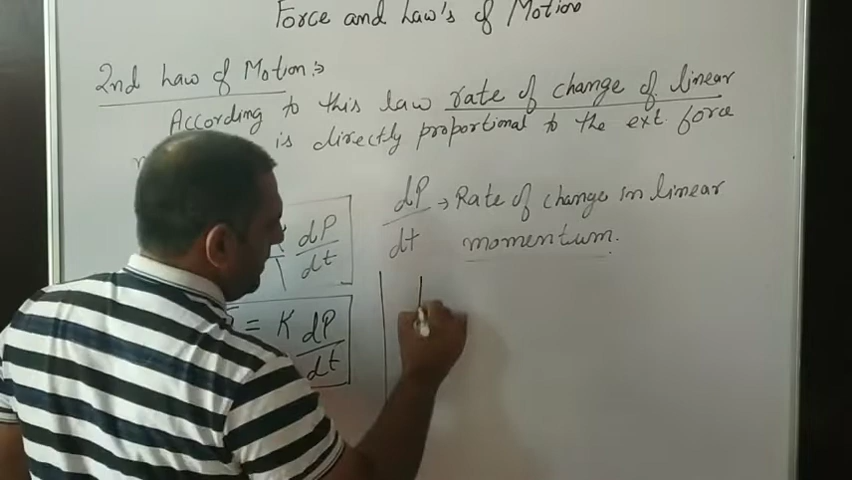 Force and Law's of Motion
2nd Law of Motion:→
According to this law rate of change of linear
is directly proportional to the ext. force
dP/dt
dP/dt → Rate of change in linear
momentum.
= K dP/dt